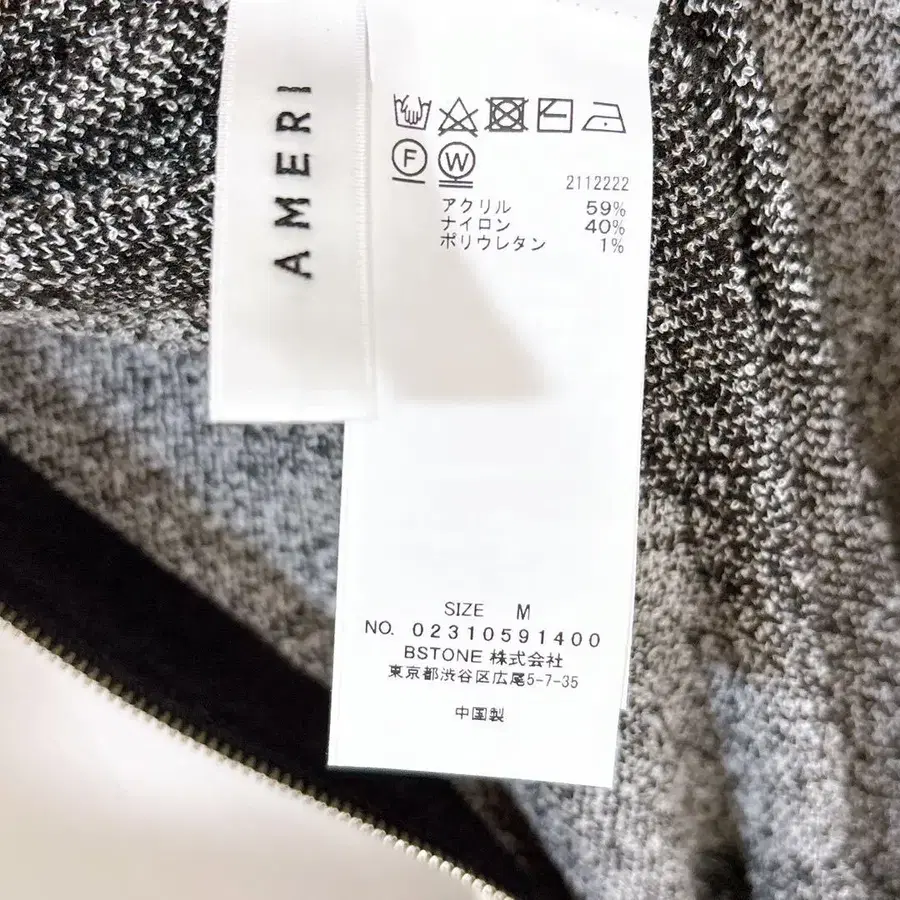 AMERI
F W
2112222
アクリル 59%
ナイロン 40%
ポリウレタン 1%
SIZE M
NO. 02310591400
BSTONE 株式会社
東京都渋谷区広尾5-7-35
中国製